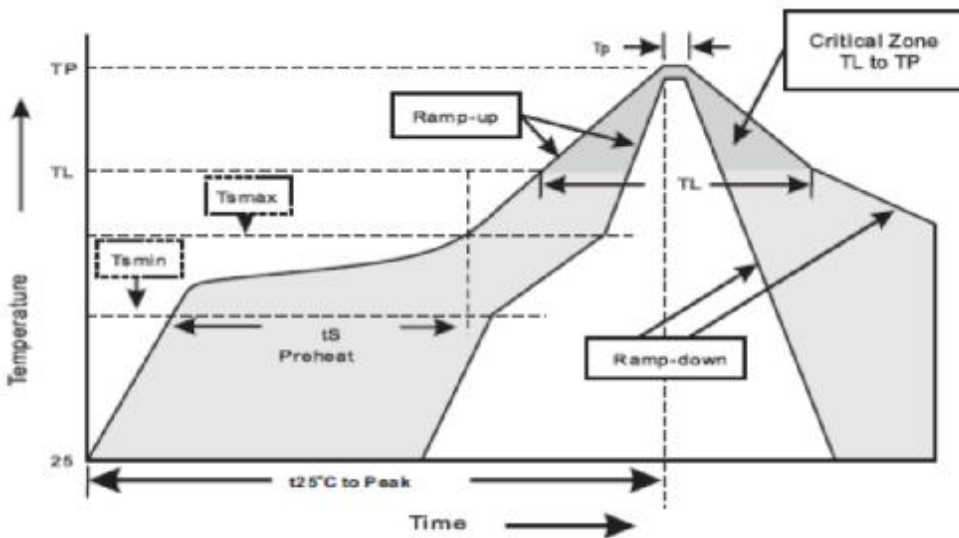 Tp
Critical Zone
TL to TP
TP
Ramp-up
TL
TL
Tsmax
Tsmin
tS
Preheat
Ramp-down
Temperature
25
t25°C to Peak
Time